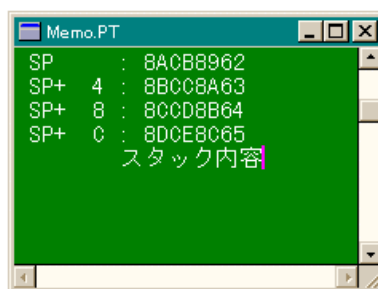 Memo.PT
SP : 8ACB8962
SP+ 4 : 8BCC8A63
SP+ 8 : 8CCD8B64
SP+ C : 8DCE8C65
スタック内容